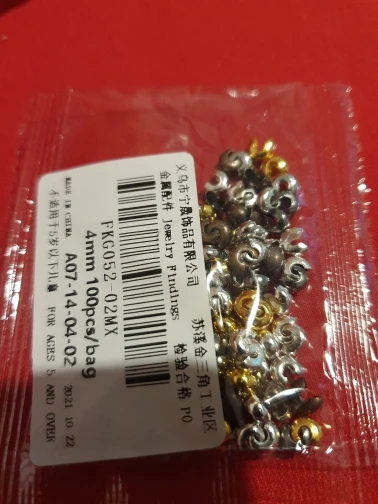 义乌市宁晟饰品有限公司 苏溪金三角工业区
金属配件 Jewelry Findings 检验合格 PO
FKG052-02MX
4mm 100pcs/bag
A07-14-04-02
MADE IN CHINA 2021 10 22
不适用于5岁以下儿童 FOR AGES 5 AND OVER